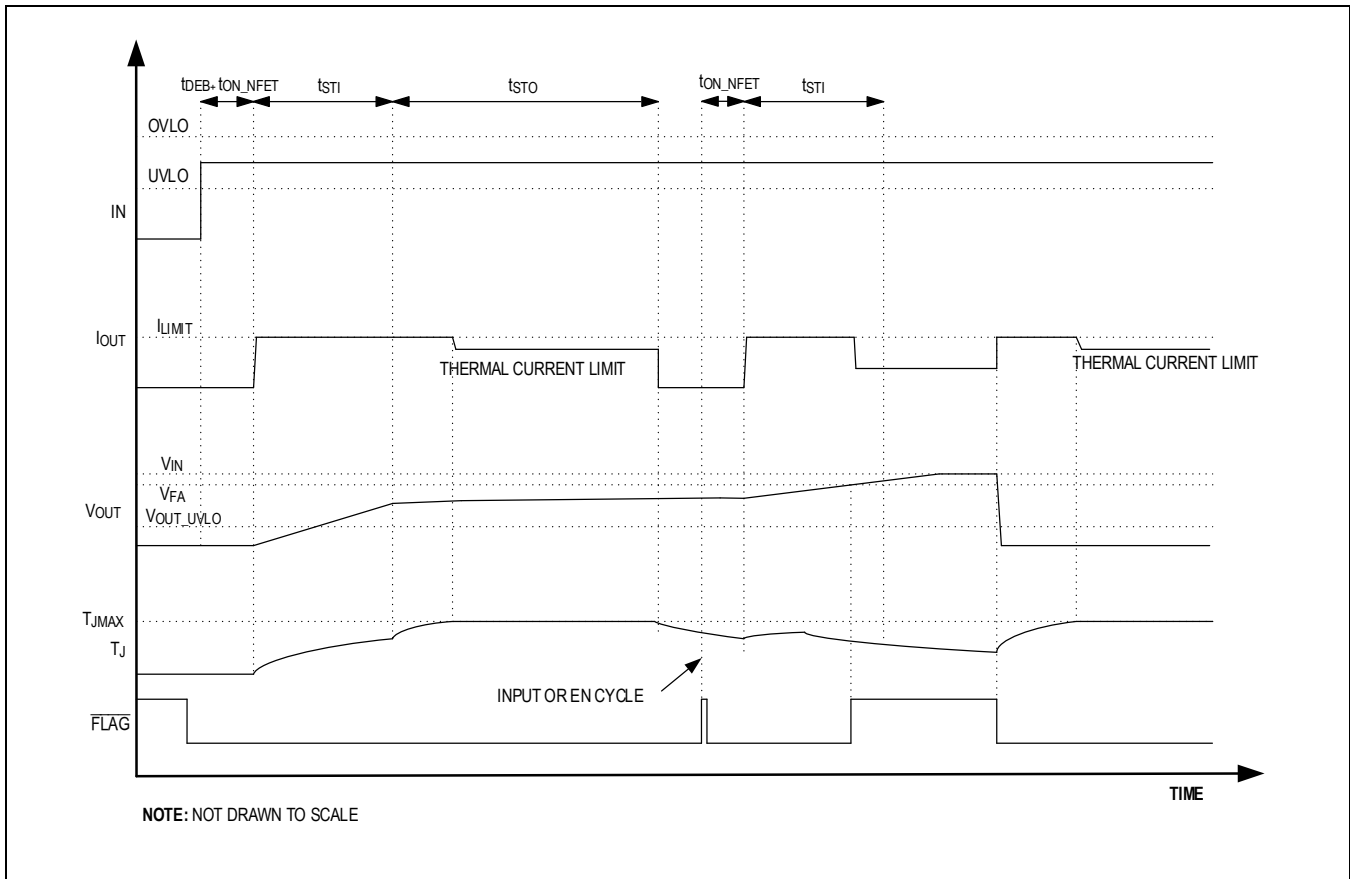 tDEB+ tON_NFET
tSTI
tSTO
tON_NFET
tSTI
OVLO
UVLO
IN
ILIMIT
IOUT
THERMAL CURRENT LIMIT
THERMAL CURRENT LIMIT
VIN
VFA
VOUT
VOUT_UVLO
TJMAX
TJ
INPUT OR EN CYCLE
FLAG
TIME
NOTE: NOT DRAWN TO SCALE